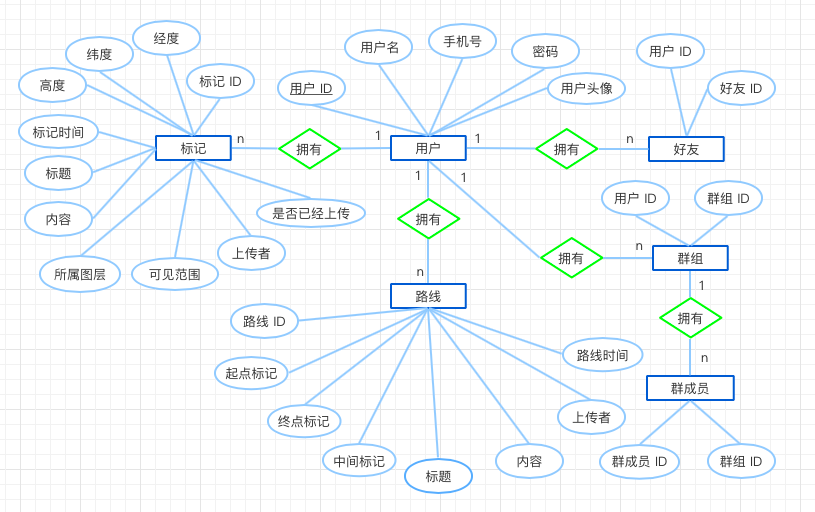 经度
用户名
手机号
密码
用户 ID
纬度
高度
标记 ID
用户 ID
用户头像
好友 ID
标记时间
标记
n
拥有
1
用户
1
拥有
n
好友
标题
1
1
内容
是否已经上传
拥有
用户 ID
群组 ID
所属图层
可见范围
上传者
n
拥有
n
群组
路线
1
路线 ID
拥有
起点标记
路线时间
n
群成员
终点标记
上传者
中间标记
标题
内容
群成员 ID
群组 ID